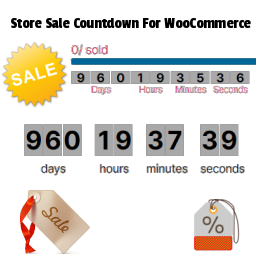 Store Sale Countdown For WooCommerce
0/ sold
SALE
9 6 0 1 9 3 5 3 6
Days Hours Minutes Seconds
960 19 37 39
days hours minutes seconds
Sale
%